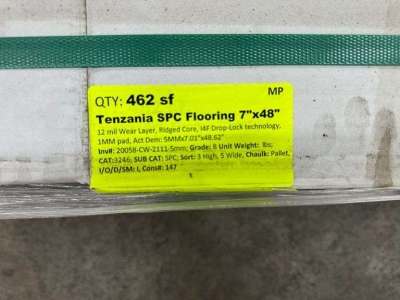 MP
QTY: 462 sf
Tenzania SPC Flooring 7"x48"
12 mil Wear Layer, Ridged Core, I4F Drop-Lock technology,
1MM pad, Act Dem: 5MMx7.01"x48.62"
Inv#: 20058-CW-2111-5mm; Grade: B Unit Weight: lbs;
CAT:3246; SUB CAT: SPC; Sort: 3 High, 5 Wide, Chaulk: Pallet,
I/O/D/SM: I, Cons#: 147